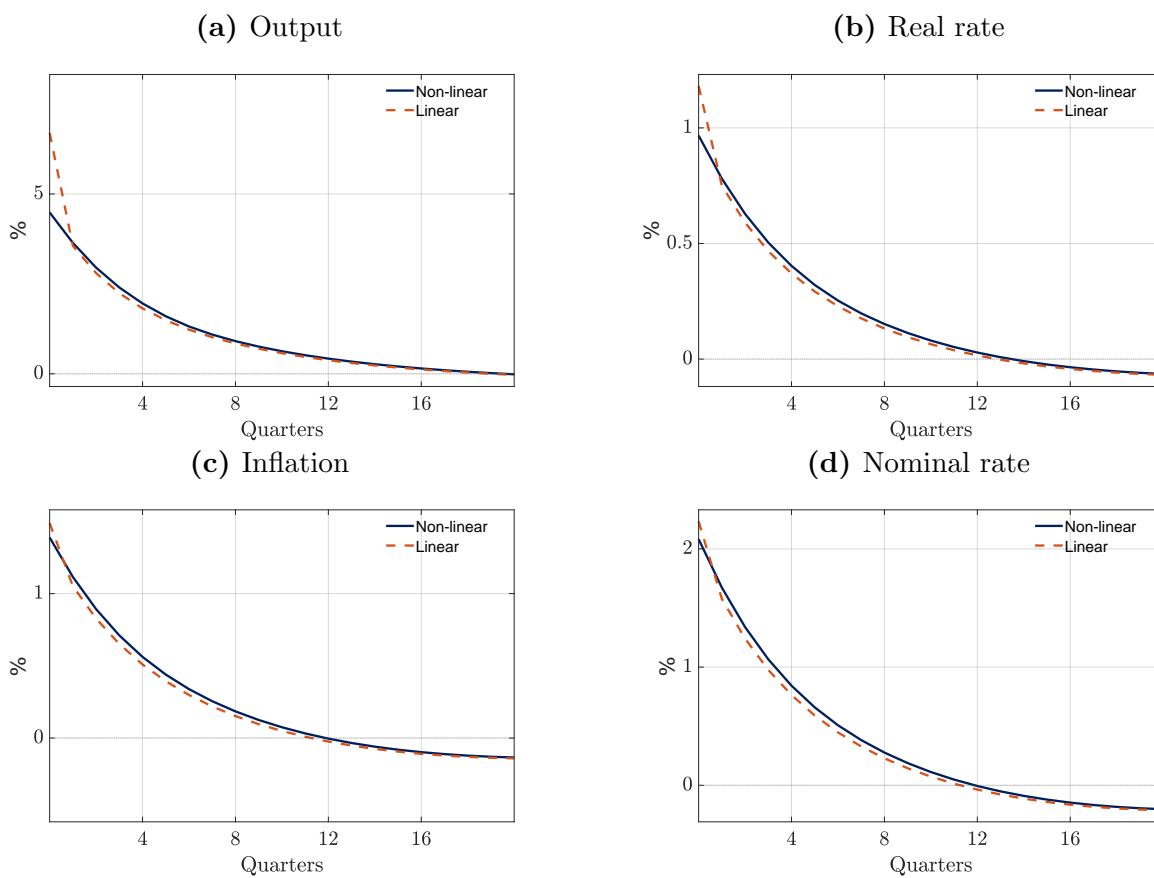 (a) Output
Non-linear
Linear
5
0
%
4 8 12 16
Quarters
(b) Real rate
Non-linear
Linear
1
0.5
0
%
4 8 12 16
Quarters
(c) Inflation
Non-linear
Linear
1
0
%
4 8 12 16
Quarters
(d) Nominal rate
Non-linear
Linear
2
1
0
%
4 8 12 16
Quarters